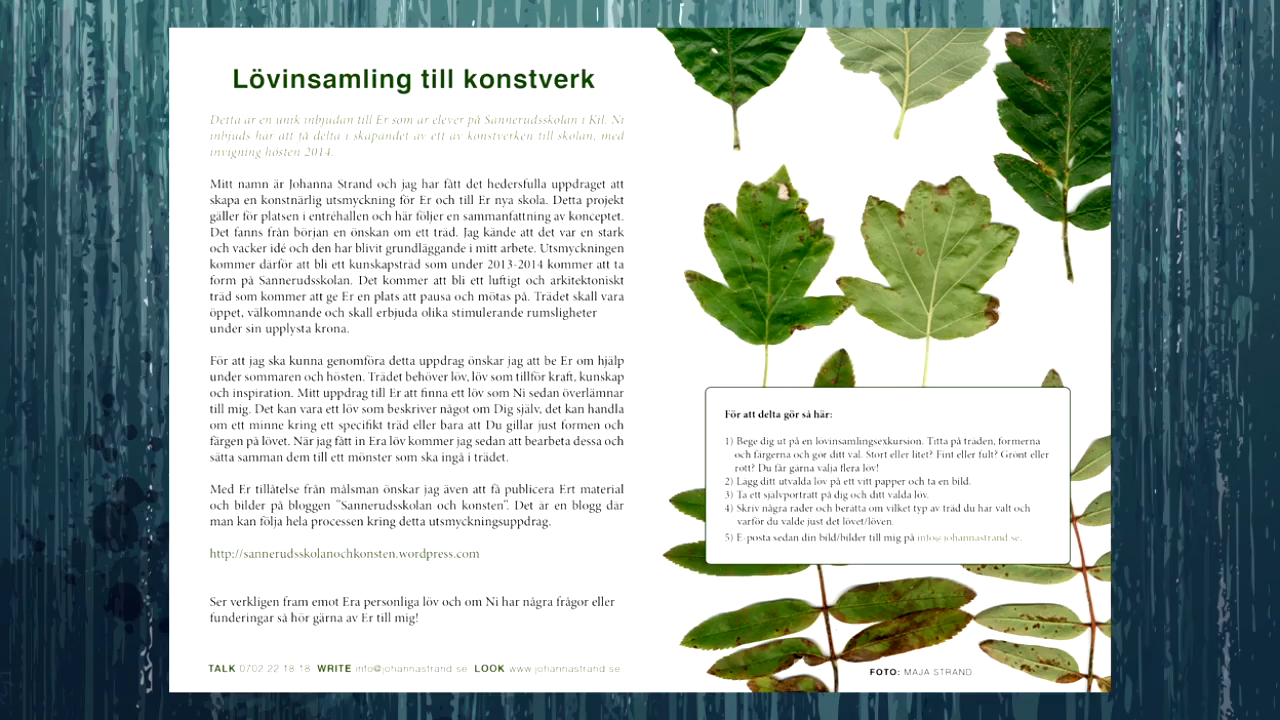 Lövinsamling till konstverk
Detta är en unik inbjudan till Er som är elever på Sannerudsskolan i Kil. Ni
inbjuds här att få delta i skapandet av ett av konstverken till skolan, med
invigning hösten 2014.
Mitt namn är Johanna Strand och jag har fått det hedersfulla uppdraget att
skapa en konstnärlig utsmyckning för Er och till Er nya skola. Detta projekt
gäller för platsen i entréhallen och här följer en sammanfattning av konceptet.
Det fanns från början en önskan om ett träd. Jag kände att det var en stark
och vacker idé och den har blivit grundläggande i mitt arbete. Utsmyckningen
kommer därför att bli ett kunskapsträd som under 2013-2014 kommer att ta
form på Sannerudsskolan. Det kommer att bli ett luftigt och arkitektoniskt
träd som kommer att ge Er en plats att pausa och mötas på. Trädet skall vara
öppet, välkomnande och skall erbjuda olika stimulerande rumsligheter
under sin upplysta krona.
För att jag ska kunna genomföra detta uppdrag önskar jag att be Er om hjälp
under sommaren och hösten. Trädet behöver löv, löv som tillför kraft, kunskap
och inspiration. Mitt uppdrag till Er att finna ett löv som Ni sedan överlämnar
till mig. Det kan vara ett löv som beskriver något om Dig själv, det kan handla
om ett minne kring ett specifikt träd eller bara att Du gillar just formen och
färgen på lövet. När jag fått in Era löv kommer jag sedan att bearbeta dessa och
sätta samman dem till ett mönster som ska ingå i trädet.
Med Er tillåtelse från målsman önskar jag även att få publicera Ert material
och bilder på bloggen "Sannerudsskolan och konsten". Det är en blogg där
man kan följa hela processen kring detta utsmyckningsuppdrag.
http://sannerudsskolanochkonsten.wordpress.com
Ser verkligen fram emot Era personliga löv och om Ni har några frågor eller
funderingar så hör gärna av Er till mig!
TALK 0702 22 18 18 WRITE info@johannastrand.se LOOK www.johannastrand.se
För att delta gör så här:
1) Bege dig ut på en lövinsamlingsexkursion. Titta på träden, formerna
och färgerna och gör ditt val. Stort eller litet? Fint eller fult? Grönt eller
rött? Du får gärna välja flera löv!
2) Lägg ditt utvalda löv på ett vitt papper och ta en bild.
3) Ta ett självporträtt på dig och ditt valda löv.
4) Skriv några rader och berätta om vilket typ av träd du har valt och
varför du valde just det lövet/löven.
5) E-posta sedan din bild/bilder till mig på info@johannastrand.se.
FOTO: MAJA STRAND